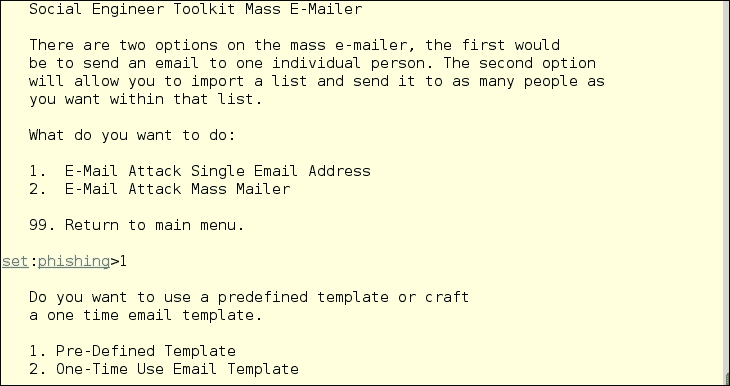 Social Engineer Toolkit Mass E-Mailer
There are two options on the mass e-mailer, the first would
be to send an email to one individual person. The second option
will allow you to import a list and send it to as many people as
you want within that list.
What do you want to do:
1.  E-Mail Attack Single Email Address
2.  E-Mail Attack Mass Mailer
99. Return to main menu.
set:phishing>1
Do you want to use a predefined template or craft
a one time email template.
1. Pre-Defined Template
2. One-Time Use Email Template